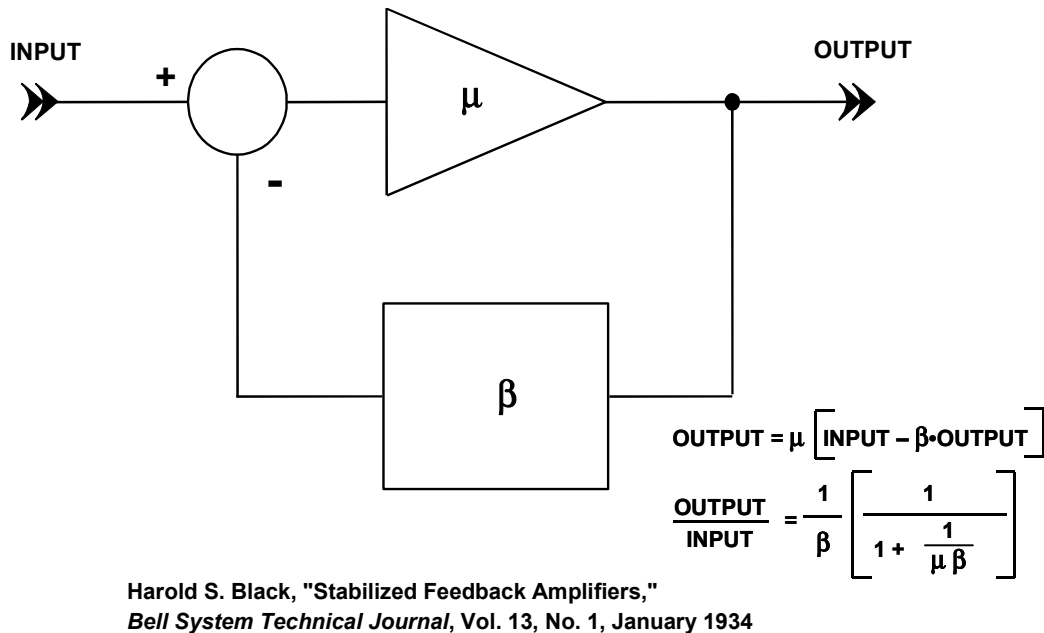 INPUT
OUTPUT
+
μ
-
β
OUTPUT = μ [INPUT – β•OUTPUT]
OUTPUT
INPUT
=
1
β
[
1
1 +
1
μ β
]
Harold S. Black, "Stabilized Feedback Amplifiers,"
Bell System Technical Journal, Vol. 13, No. 1, January 1934